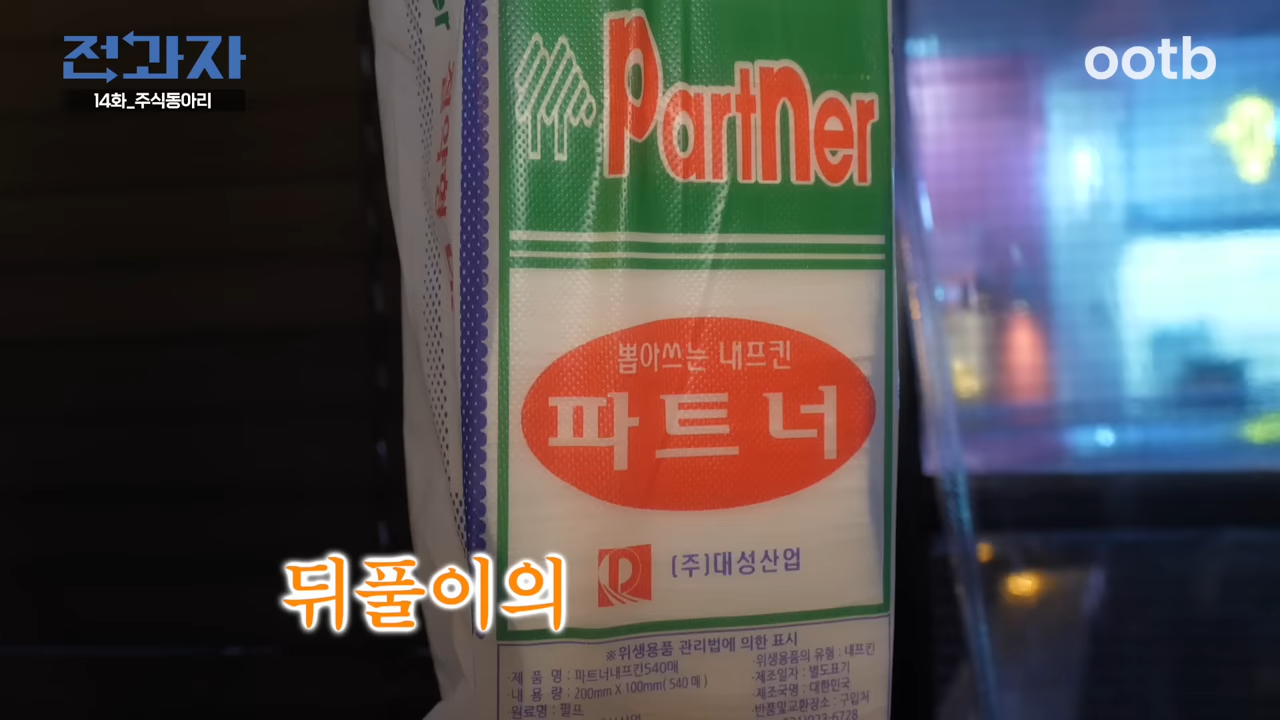 전과자
14화_주식동아리
ootb
Partner
뽑아쓰는 내프킨
파트너
(주)대성산업
뒤풀이의
※위생용품 관리법에 의한 표시
·제 품 명 : 파트너내프킨540매
·내 용 량 : 200mm X 100mm( 540 매 )
원료명 : 펄프
·위생용품의 유형 : 내프킨
·제조일자 : 별도표기
·제조국명 : 대한민국
·반품및교환장소 : 구입처